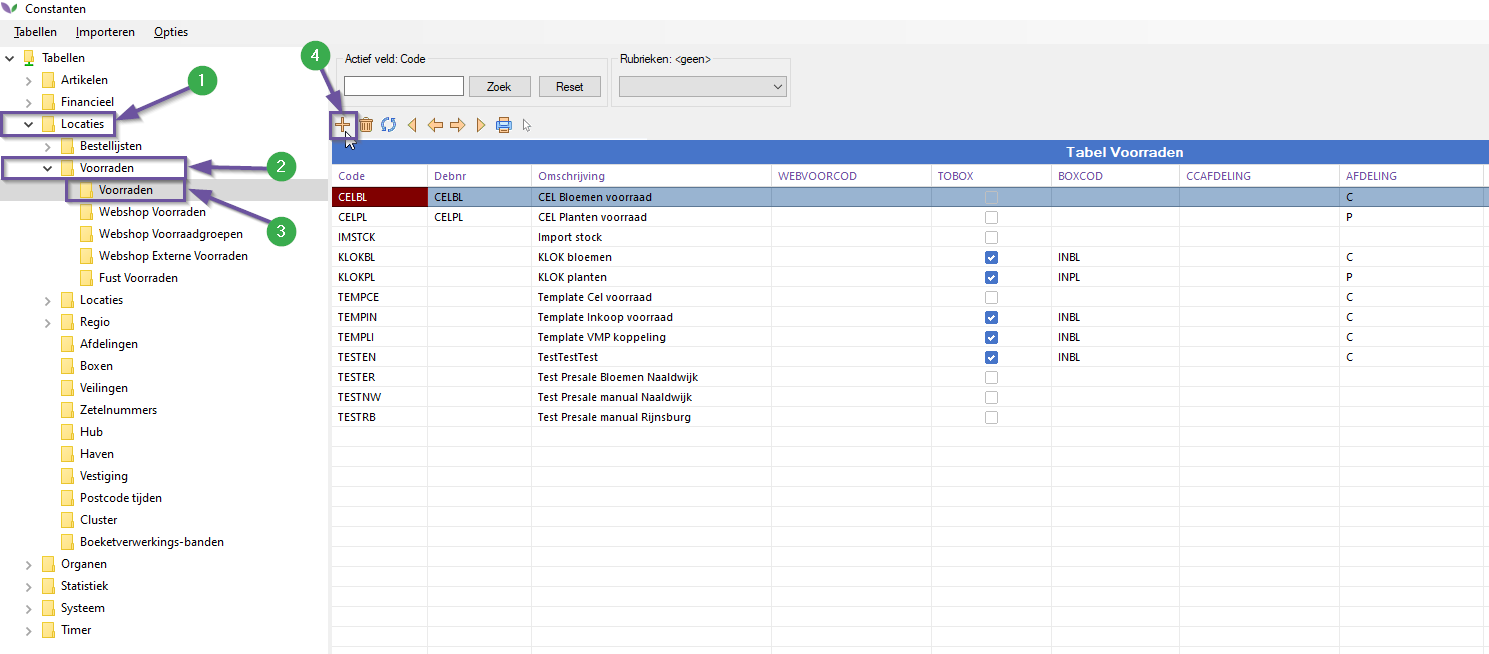 Constanten
Tabellen Importeren Opties
Tabellen
Artikelen
Financieel
Locaties
Bestellijsten
Voorraden
Voorraden
Webshop Voorraden
Webshop Voorraadgroepen
Webshop Externe Voorraden
Fust Voorraden
Locaties
Regio
Afdelingen
Boxen
Veilingen
Zetelnummers
Hub
Haven
Vestiging
Postcode tijden
Cluster
Boeketverwerkings-banden
Organen
Statistiek
Systeem
Timer
1
2
3
4
Actief veld: Code
Zoek Reset
Rubrieken: <geen>
Tabel Voorraden
Code Debnr Omschrijving WEBVOORCOD TOBOX BOXCOD CCAFDELING AFDELING
CELBL CELBL CEL Bloemen voorraad C
CELPL CELPL CEL Planten voorraad P
IMSTCK Import stock
KLOKBL KLOK bloemen INBL C
KLOKPL KLOK planten INPL P
TEMPCE Template Cel voorraad C
TEMPIN Template Inkoop voorraad INBL C
TEMPLI Template VMP koppeling INBL C
TESTEN TestTestTest INBL C
TESTER Test Presale Bloemen Naaldwijk
TESTNW Test Presale manual Naaldwijk
TESTRB Test Presale manual Rijnsburg